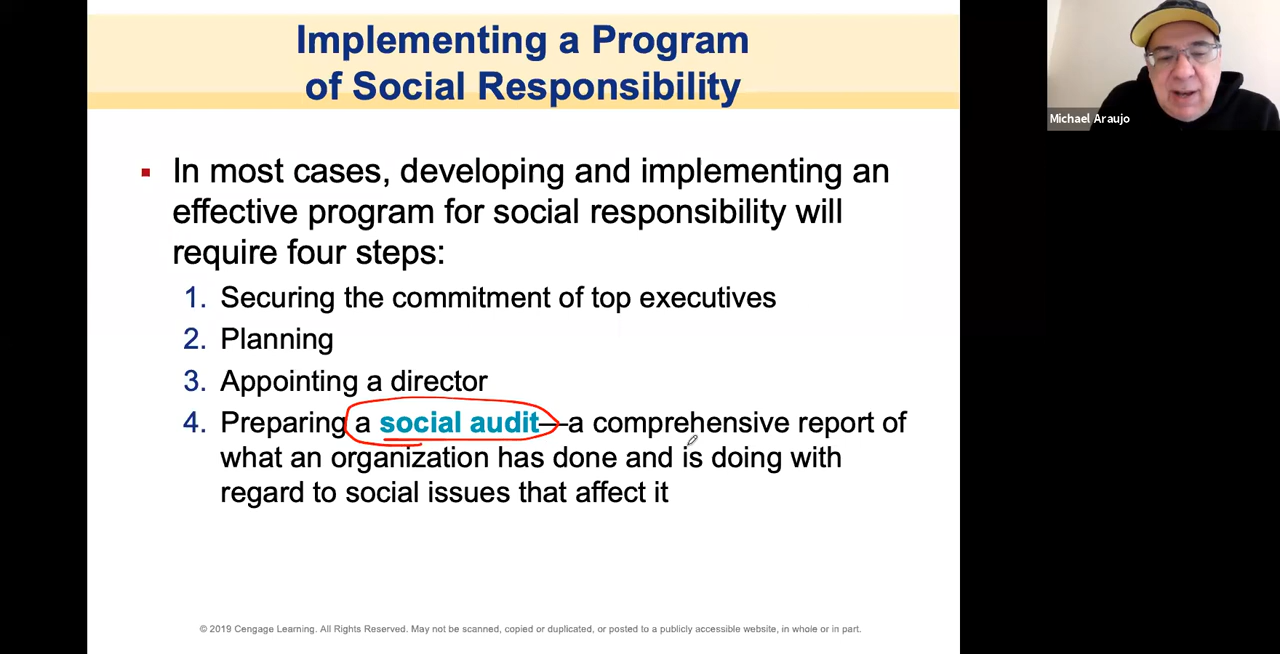 Implementing a Program
of Social Responsibility
Michael Araujo
▪ In most cases, developing and implementing an
effective program for social responsibility will
require four steps:
1. Securing the commitment of top executives
2. Planning
3. Appointing a director
4. Preparing a social audit—a comprehensive report of
what an organization has done and is doing with
regard to social issues that affect it
© 2019 Cengage Learning. All Rights Reserved. May not be scanned, copied or duplicated, or posted to a publicly accessible website, in whole or in part.